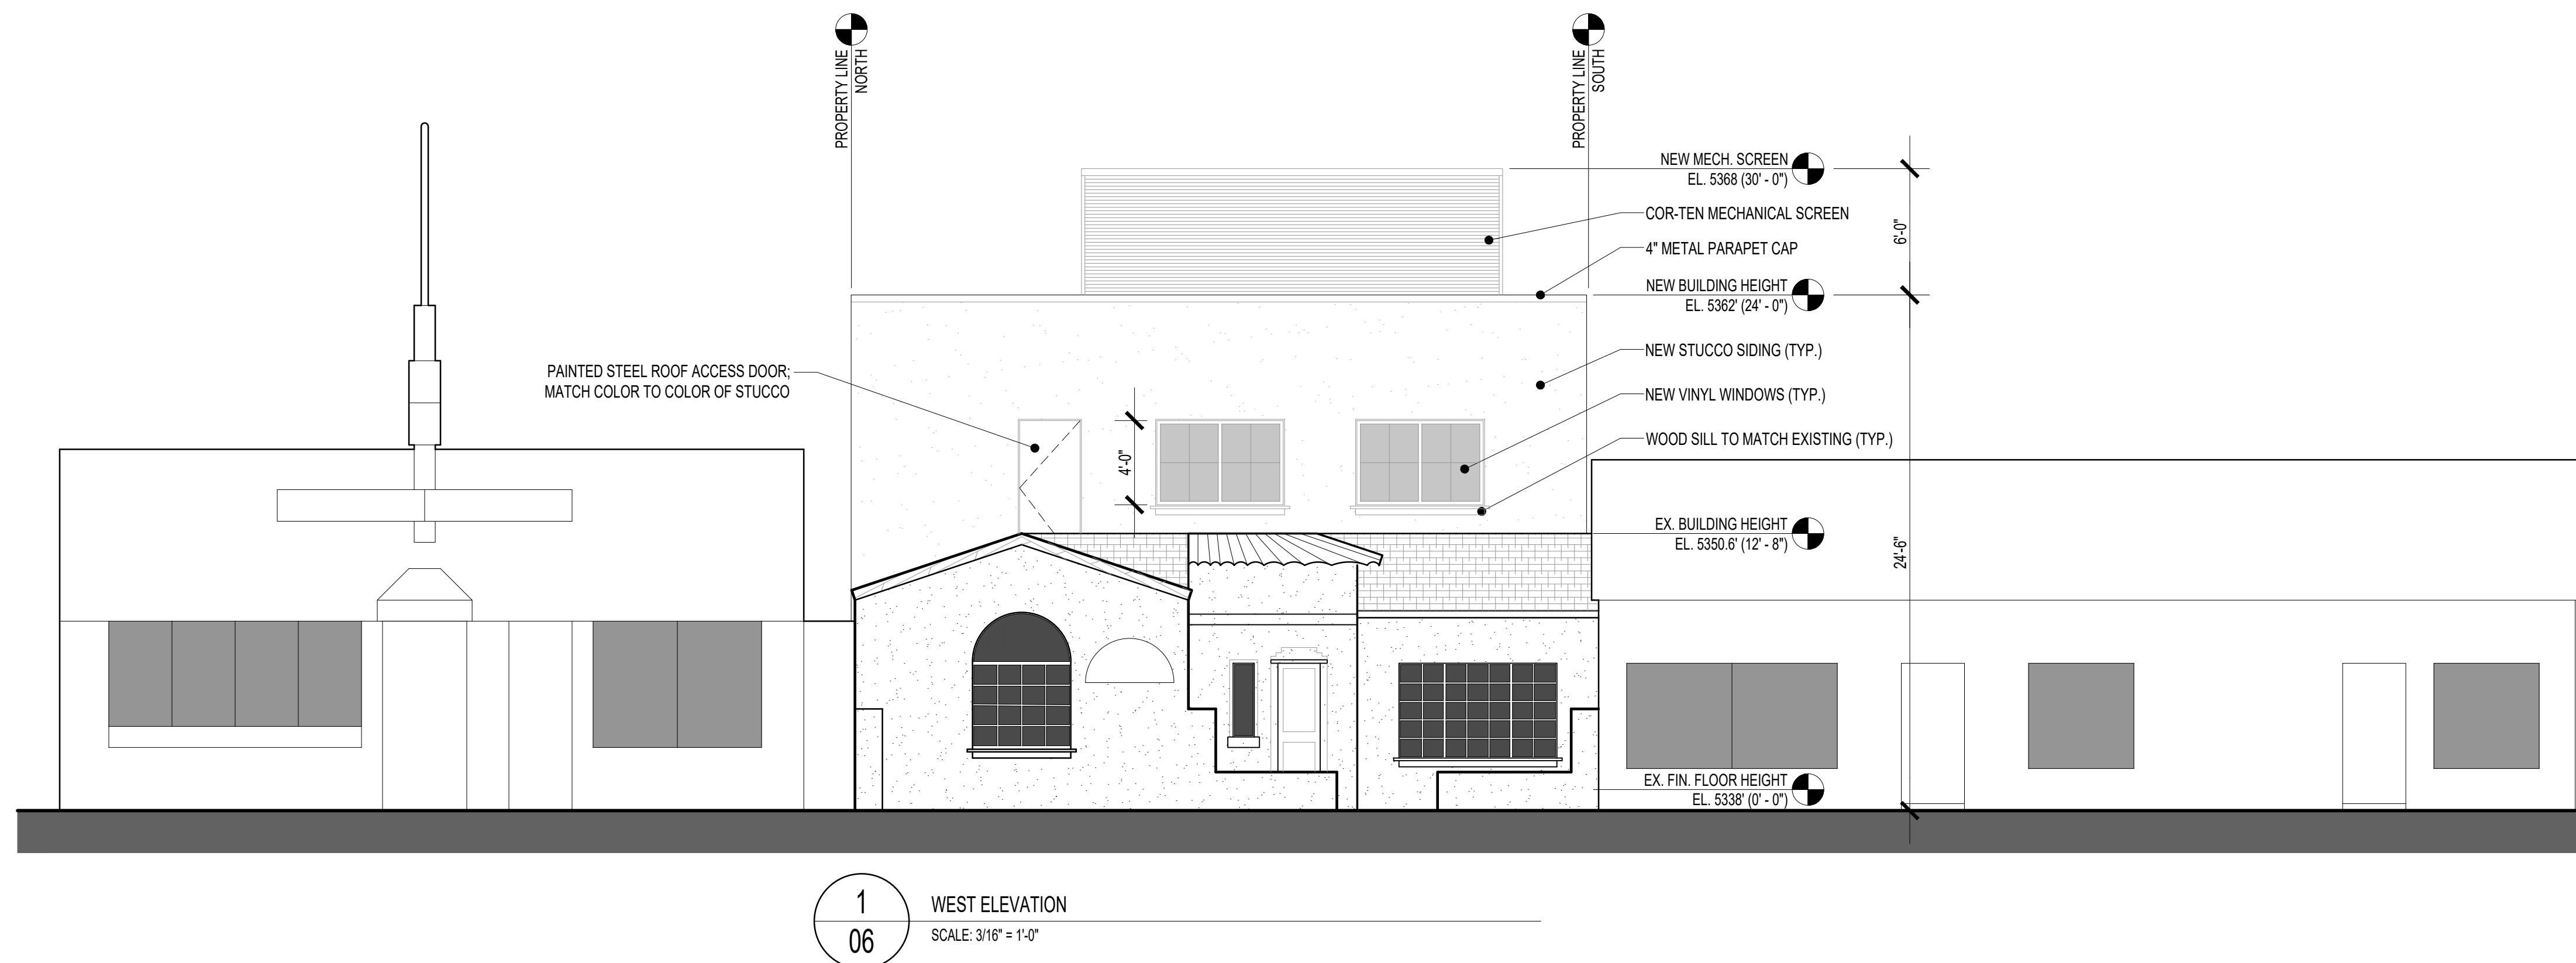 PROPERTY LINE
NORTH
PROPERTY LINE
SOUTH
NEW MECH. SCREEN
EL. 5368 (30' - 0")
COR-TEN MECHANICAL SCREEN
6'-0"
4" METAL PARAPET CAP
NEW BUILDING HEIGHT
EL. 5362' (24' - 0")
NEW STUCCO SIDING (TYP.)
PAINTED STEEL ROOF ACCESS DOOR;
MATCH COLOR TO COLOR OF STUCCO
NEW VINYL WINDOWS (TYP.)
WOOD SILL TO MATCH EXISTING (TYP.)
4'-0"
EX. BUILDING HEIGHT
EL. 5350.6' (12' - 8")
24'-6"
EX. FIN. FLOOR HEIGHT
EL. 5338' (0' - 0")
1
06
WEST ELEVATION
SCALE: 3/16" = 1'-0"